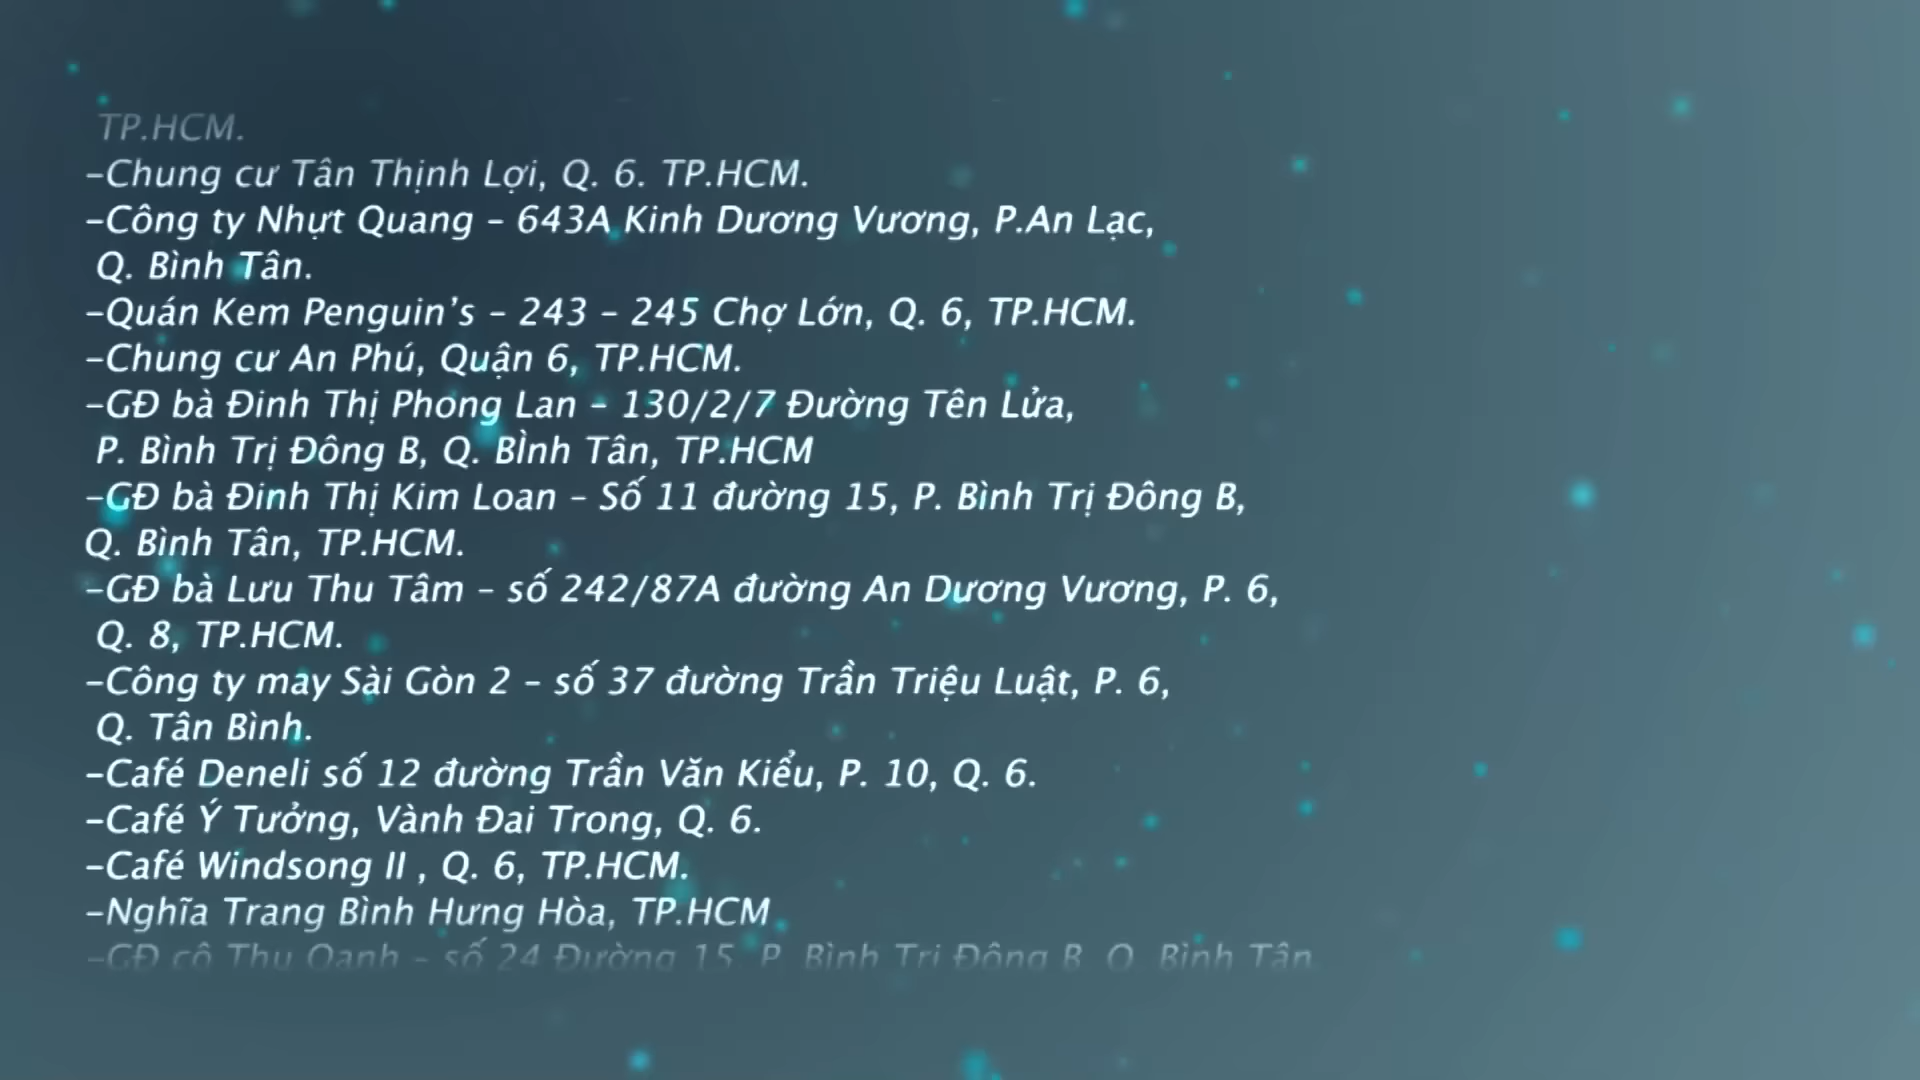 TP.HCM.
-Chung cư Tân Thịnh Lợi, Q. 6. TP.HCM.
-Công ty Nhựt Quang – 643A Kinh Dương Vương, P.An Lạc,
Q. Bình Tân.
-Quán Kem Penguin’s – 243 – 245 Chợ Lớn, Q. 6, TP.HCM.
-Chung cư An Phú, Quận 6, TP.HCM.
-GĐ bà Đinh Thị Phong Lan – 130/2/7 Đường Tên Lửa,
P. Bình Trị Đông B, Q. BÌnh Tân, TP.HCM
-GĐ bà Đinh Thị Kim Loan – Số 11 đường 15, P. Bình Trị Đông B,
Q. Bình Tân, TP.HCM.
-GĐ bà Lưu Thu Tâm – số 242/87A đường An Dương Vương, P. 6,
Q. 8, TP.HCM.
-Công ty may Sài Gòn 2 – số 37 đường Trần Triệu Luật, P. 6,
Q. Tân Bình.
-Café Deneli số 12 đường Trần Văn Kiểu, P. 10, Q. 6.
-Café Ý Tưởng, Vành Đai Trong, Q. 6.
-Café Windsong II , Q. 6, TP.HCM.
-Nghĩa Trang Bình Hưng Hòa, TP.HCM
-GĐ cô Thu Oanh – số 24 Đường 15, P. Bình Trị Đông B, Q. Bình Tân